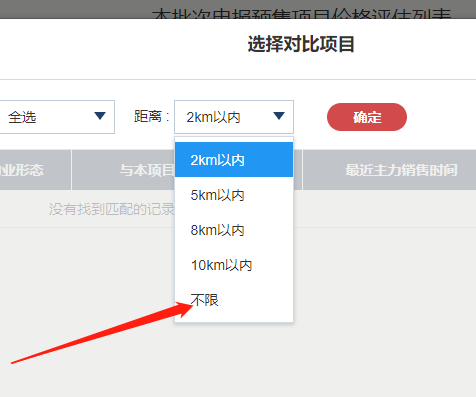 本批次申报预售项目价格评估列表
选择对比项目
全选
距离：
2km以内
确定
业形态
与本项目
最近主力销售时间
2km以内
没有找到匹配的记录
5km以内
8km以内
10km以内
不限